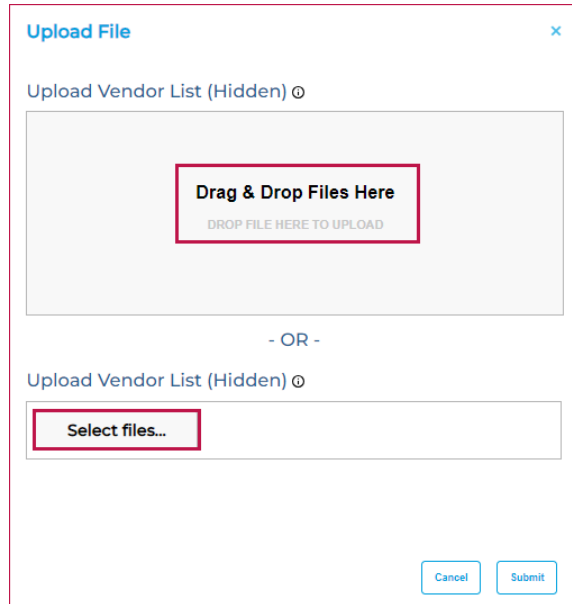 Upload File
×
Upload Vendor List (Hidden)
Drag & Drop Files Here
DROP FILE HERE TO UPLOAD
- OR -
Upload Vendor List (Hidden)
Select files...
Cancel Submit